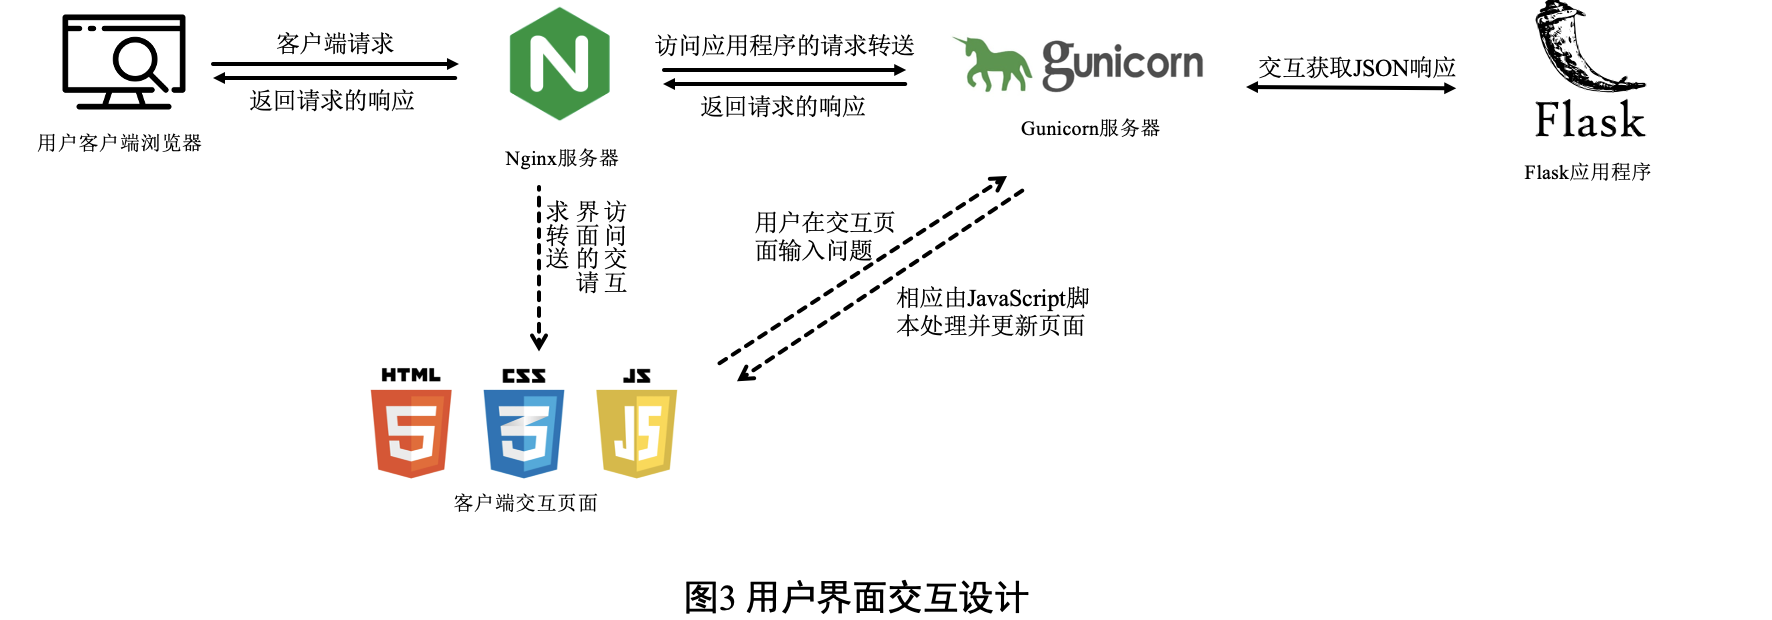 客户端请求
返回请求的响应
用户客户端浏览器
N
Nginx服务器
访问应用程序的请求转送
返回请求的响应
gunicorn
Gunicorn服务器
交互获取JSON响应
Flask
Flask应用程序
访问交互
界面的请
求转送
用户在交互页
面输入问题
相应由JavaScript脚
本处理并更新页面
HTML
5
CSS
3
JS
JS
客户端交互页面
图3 用户界面交互设计